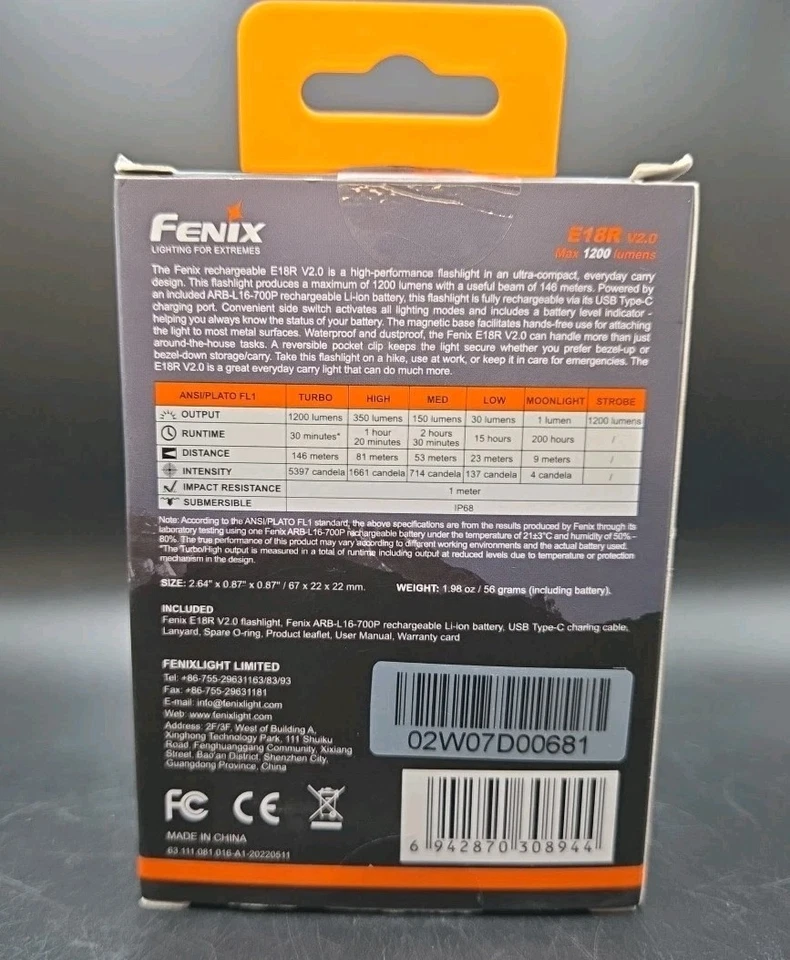 FENIX
LIGHTING FOR EXTREMES
E18R V2.0
Max 1200 lumens
The Fenix rechargeable E18R V2.0 is a high-performance flashlight in an ultra-compact, everyday carry
design. This flashlight produces a maximum of 1200 lumens with a useful beam of 146 meters. Powered by
an included ARB-L16-700P rechargeable Li-ion battery, this flashlight is fully rechargeable via its USB Type-C
charging port. Convenient side switch activates all lighting modes and includes a battery level indicator -
helping you always know the status of your battery. The magnetic base facilitates hands-free use for attaching
the light to most metal surfaces. Waterproof and dustproof, the Fenix E18R V2.0 can handle more than just
around-the-house tasks. A reversible pocket clip keeps the light secure whether you prefer bezel-up or
bezel-down storage/carry. Take this flashlight on a hike, use at work, or keep it in care for emergencies. The
E18R V2.0 is a great everyday carry light that can do much more.
ANSI/PLATO FL1 TURBO HIGH MED LOW MOONLIGHT STROBE
OUTPUT 1200 lumens 350 lumens 150 lumens 30 lumens 1 lumen 1200 lumens
RUNTIME 30 minutes* 1 hour 20 minutes 2 hours 30 minutes 15 hours 200 hours /
DISTANCE 146 meters 81 meters 53 meters 23 meters 9 meters /
INTENSITY 5397 candela 1661 candela 714 candela 137 candela 4 candela /
IMPACT RESISTANCE 1 meter
SUBMERSIBLE IP68
Note: According to the ANSI/PLATO FL1 standard, the above specifications are from the results produced by Fenix through its
laboratory testing using one Fenix ARB-L16-700P rechargeable battery under the temperature of 21±3°C and humidity of 50% -
80%. The true performance of this product may vary according to different working environments and the actual battery used.
*The Turbo/High output is measured in a total of runtime including output at reduced levels due to temperature or protection
mechanism in the design.
SIZE: 2.64" x 0.87" x 0.87" / 67 x 22 x 22 mm. WEIGHT: 1.98 oz / 56 grams (including battery).
INCLUDED
Fenix E18R V2.0 flashlight, Fenix ARB-L16-700P rechargeable Li-ion battery, USB Type-C charing cable,
Lanyard, Spare O-ring, Product leaflet, User Manual, Warranty card
FENIXLIGHT LIMITED
Tel: +86-755-29631163/83/93
Fax: +86-755-29631181
E-mail: info@fenixlight.com
Web: www.fenixlight.com
Address: 2F/3F, West of Building A,
Xinghong Technology Park, 111 Shuiku
Road, Fenghuanggang Community, Xixiang
Street, Bao'an District, Shenzhen City,
Guangdong Province, China
02W07D00681
FC CE
MADE IN CHINA
63.111.081.016-A1-20220511
6 942870 308944